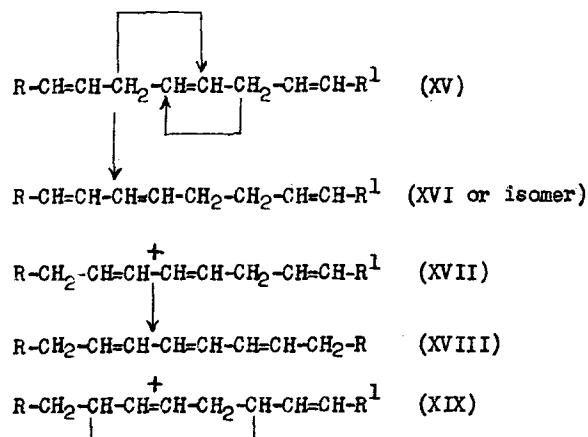 R-CH=CH-CH₂-CH=CH-CH₂-CH=CH-R¹ (XV)
R-CH=CH-CH=CH-CH₂-CH₂-CH=CH-R¹ (XVI or isomer)
+
R-CH₂-CH=CH-CH=CH-CH₂-CH=CH-R¹ (XVII)
R-CH₂-CH=CH-CH=CH-CH=CH-CH₂-R (XVIII)
+
R-CH₂-CH-CH=CH-CH₂-CH-CH=CH-R¹ (XIX)